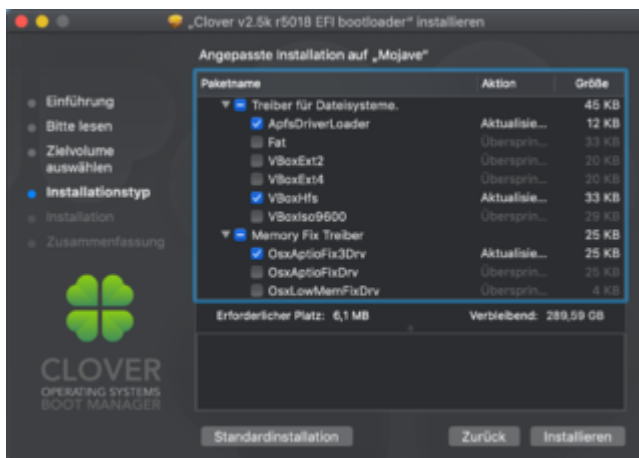 „Clover v2.5k r5018 EFI bootloader“ installieren
Angepasste Installation auf „Mojave“
Paketname Aktion Größe
Treiber für Dateisysteme. 45 KB
ApfsDriverLoader Aktualisie... 12 KB
Fat Übersprin... 33 KB
VBoxExt2 Übersprin... 20 KB
VBoxExt4 Übersprin... 20 KB
VBoxHfs Aktualisie... 33 KB
VBoxIso9600 Übersprin... 29 KB
Memory Fix Treiber 25 KB
OsxAptioFix3Drv Aktualisie... 25 KB
OsxAptioFixDrv Übersprin... 25 KB
OsxLowMemFixDrv Übersprin... 4 KB
Erforderlicher Platz: 6,1 MB Verbleibend: 289,59 GB
Einführung
Bitte lesen
Zielvolume
auswählen
Installationstyp
Installation
Zusammenfassung
CLOVER
OPERATING SYSTEMS
BOOT MANAGER
Standardinstallation Zurück Installieren